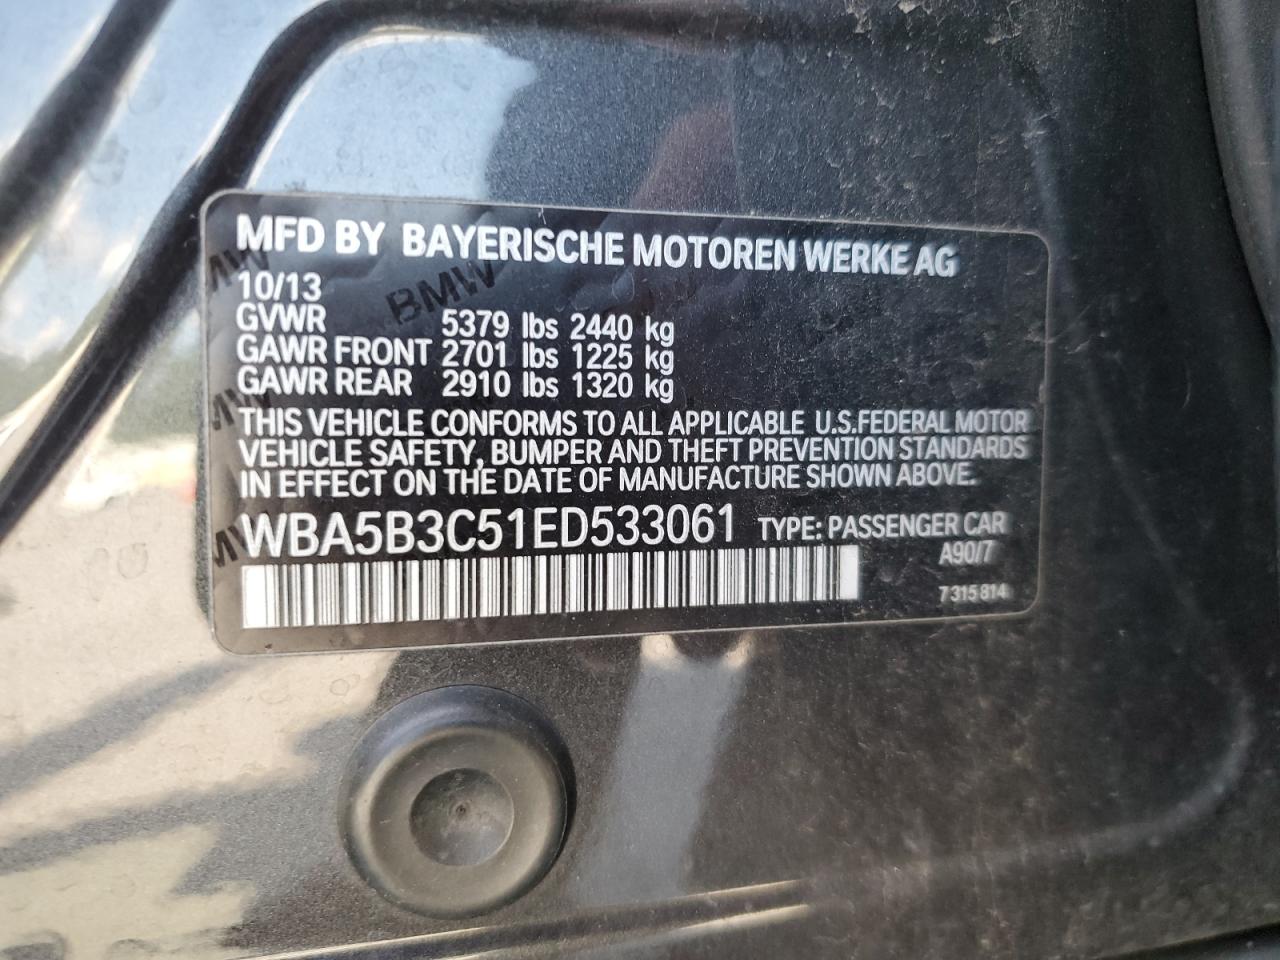 MFD BY BAYERISCHE MOTOREN WERKE AG
10/13
GVWR 5379 lbs 2440 kg
GAWR FRONT 2701 lbs 1225 kg
GAWR REAR 2910 lbs 1320 kg
THIS VEHICLE CONFORMS TO ALL APPLICABLE U.S.FEDERAL MOTOR
VEHICLE SAFETY, BUMPER AND THEFT PREVENTION STANDARDS
IN EFFECT ON THE DATE OF MANUFACTURE SHOWN ABOVE.
WBA5B3C51ED533061 TYPE: PASSENGER CAR
A90/7
7 315 814
BMW